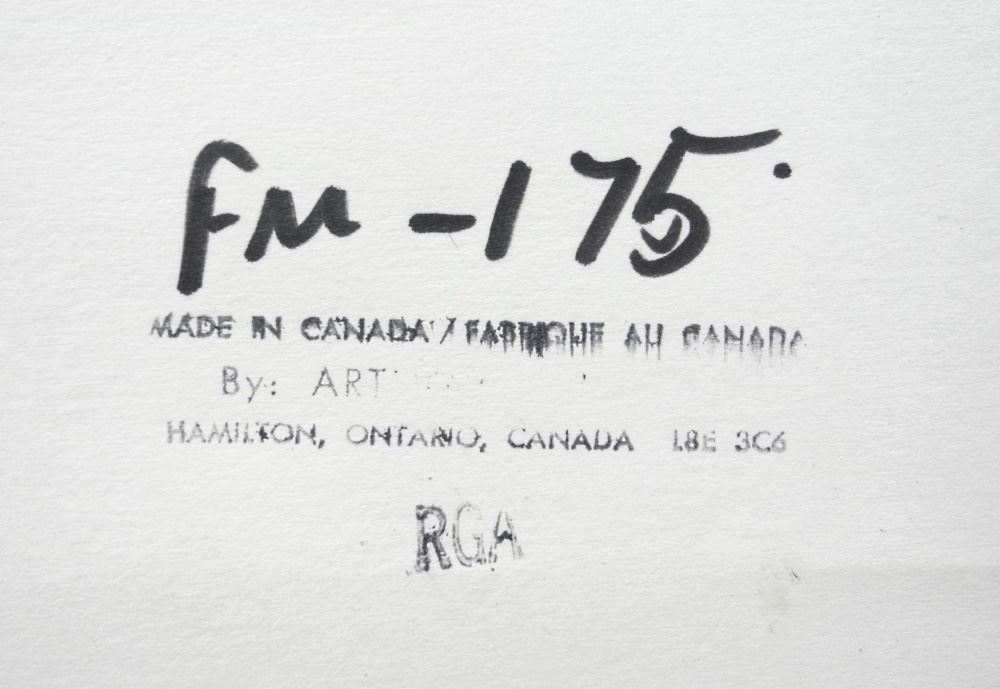 FM-175.
MADE IN CANADA / FABRIQUE AU CANADA
By: ART
HAMILTON, ONTARIO, CANADA L8E 3C6
RGA